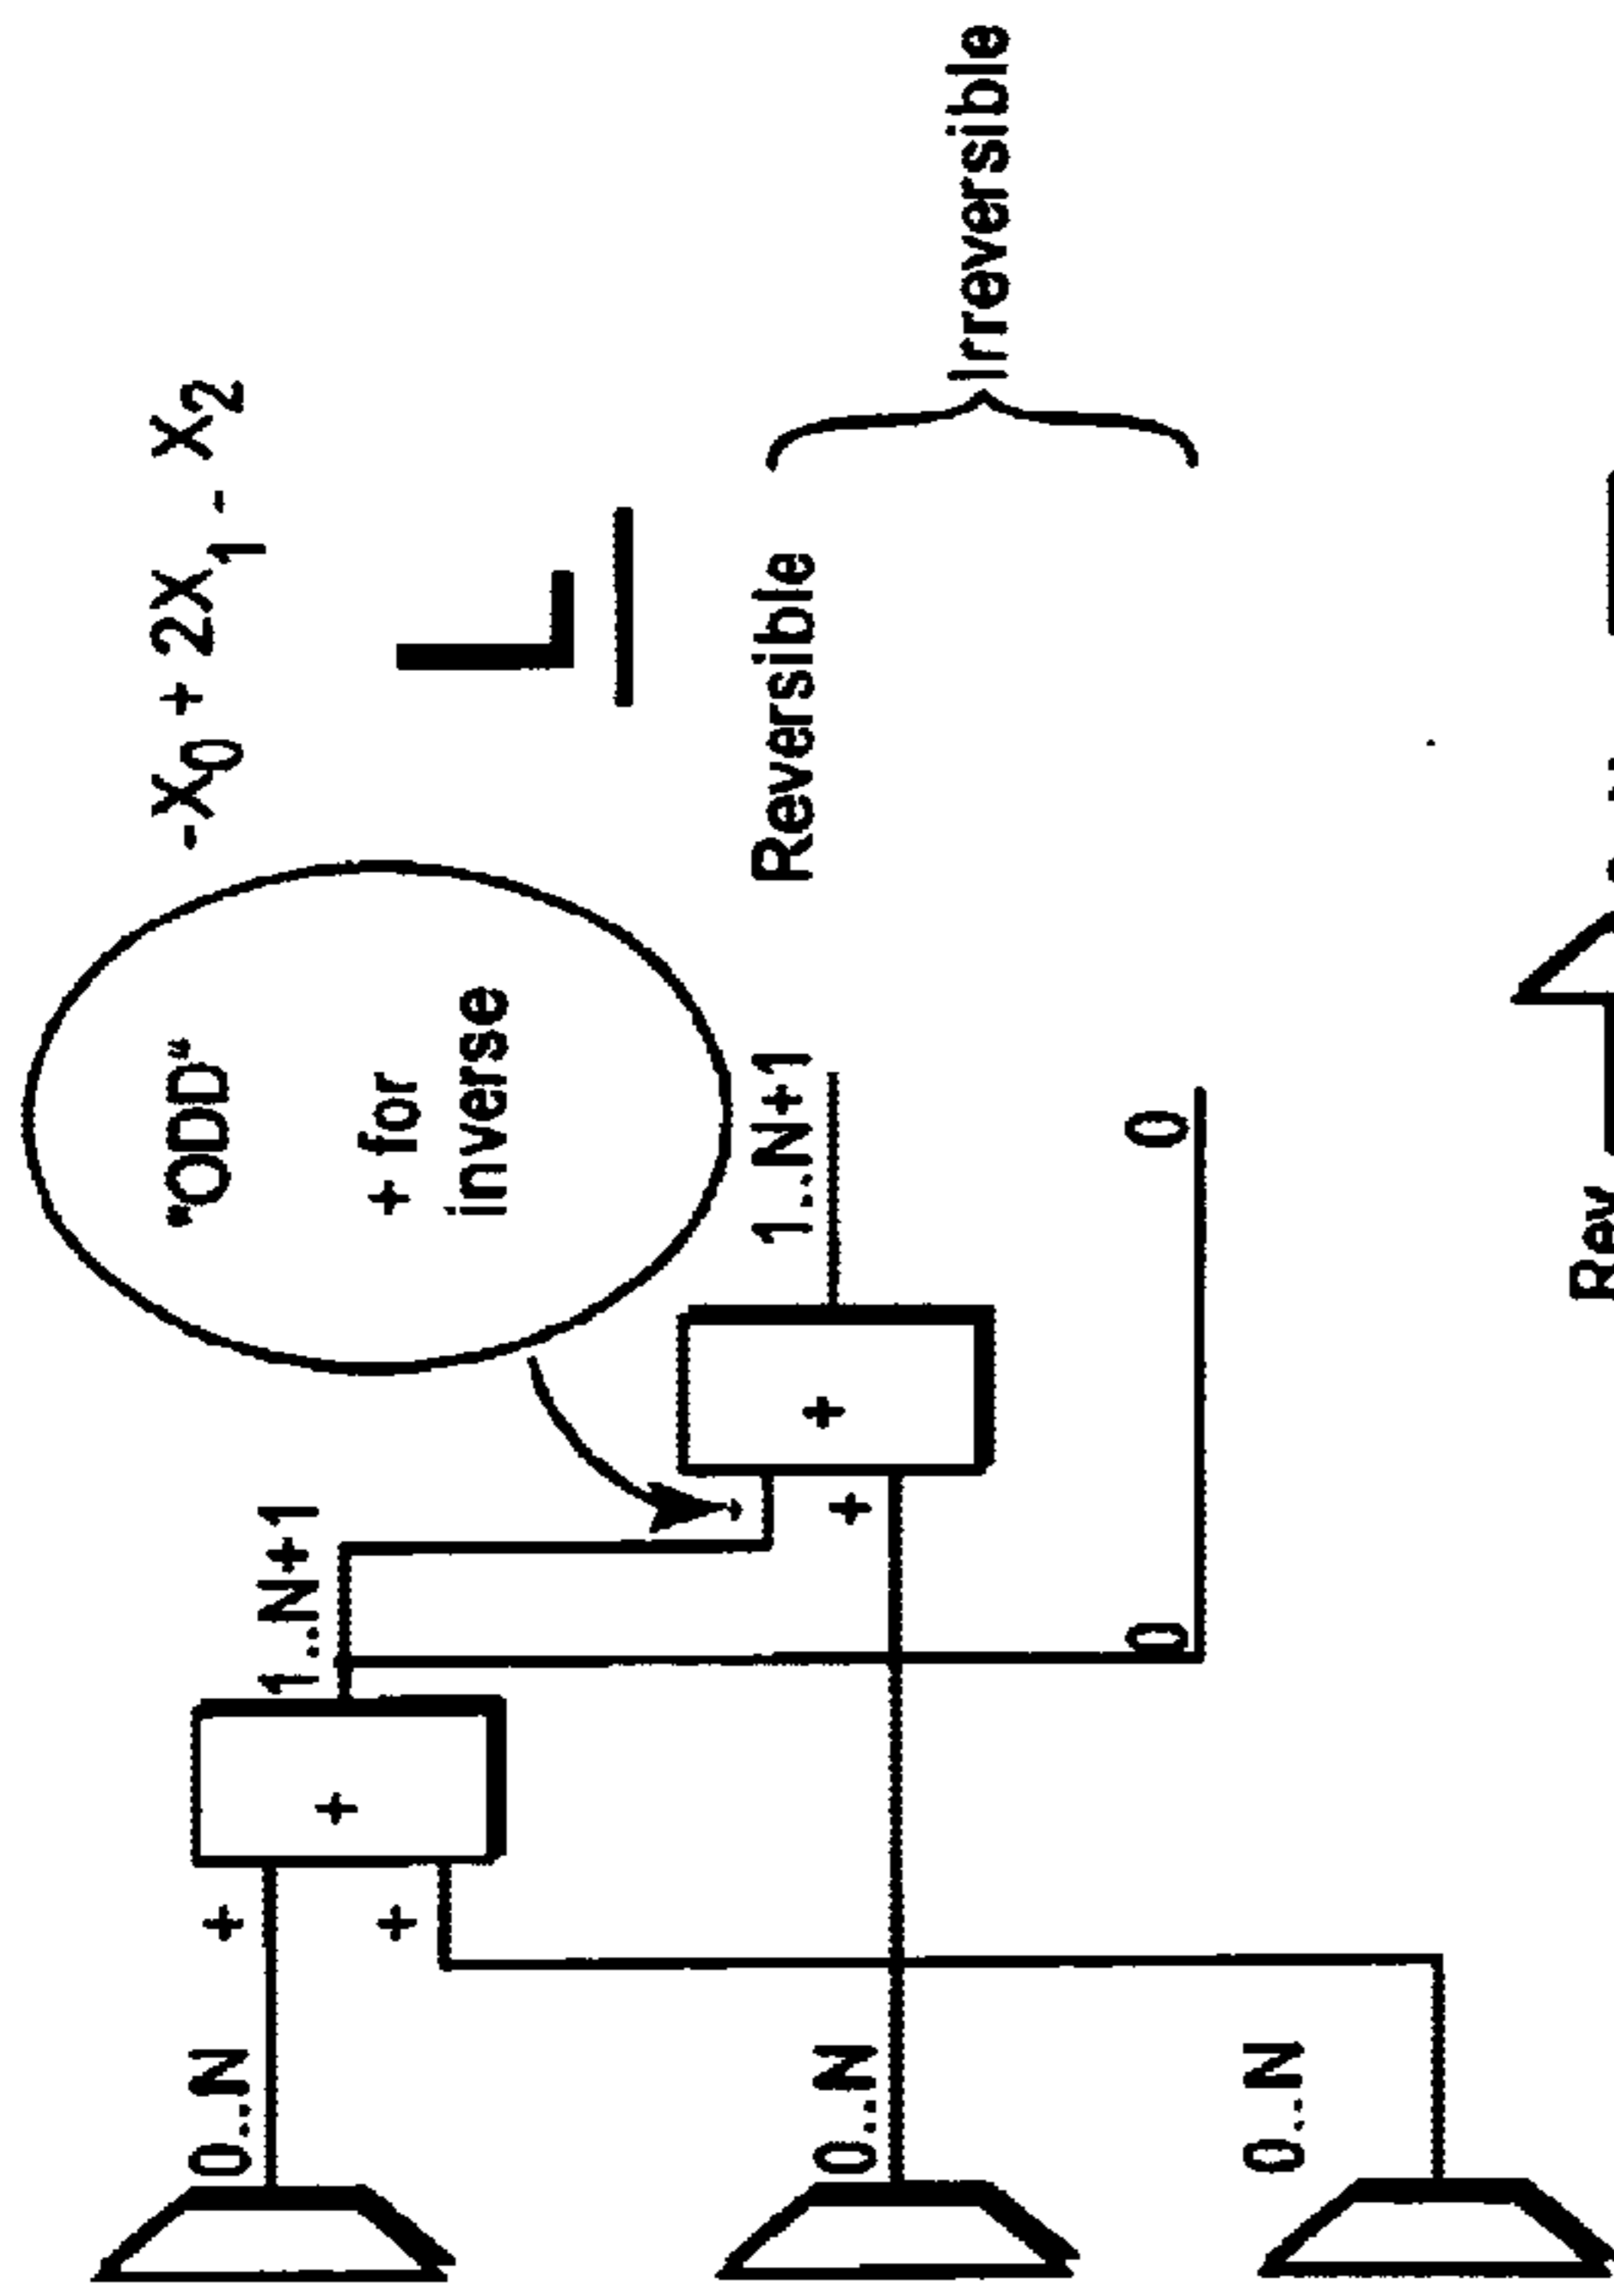 0..N
+
+
+
1..N+1
"ODD"
+ for
inverse
-X₀ + 2X₁ - X₂
L
-
+
+
1..N+1
Reversible
0..N
Irreversible
0
0
0..N
Rev